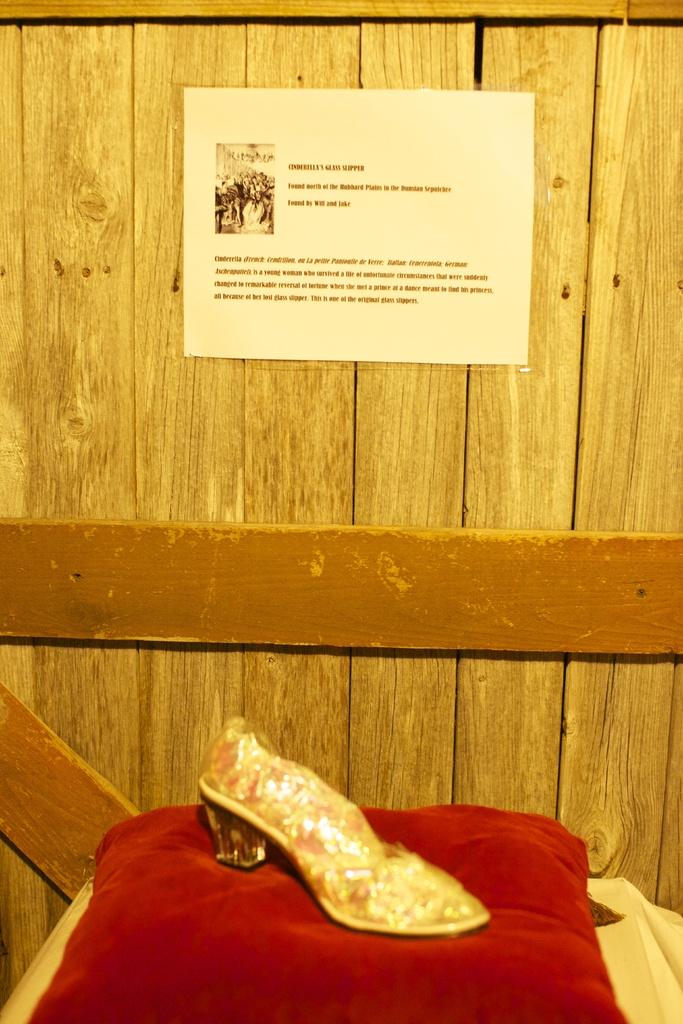 CINDERELLA'S GLASS SLIPPER
Found north of the Hubbard Plains in the Dunstan Sepulchre
Found by Will and Jake
Cinderella (French: Cendrillon, ou La petite Pantoufle de Verre; Italian: Cenerentola; German:
Aschenputtel), is a young woman who survived a life of unfortunate circumstances that were suddenly
changed to remarkable reversal of fortune when she met a prince at a dance meant to find his princess,
all because of her lost glass slipper. This is one of the original glass slippers.